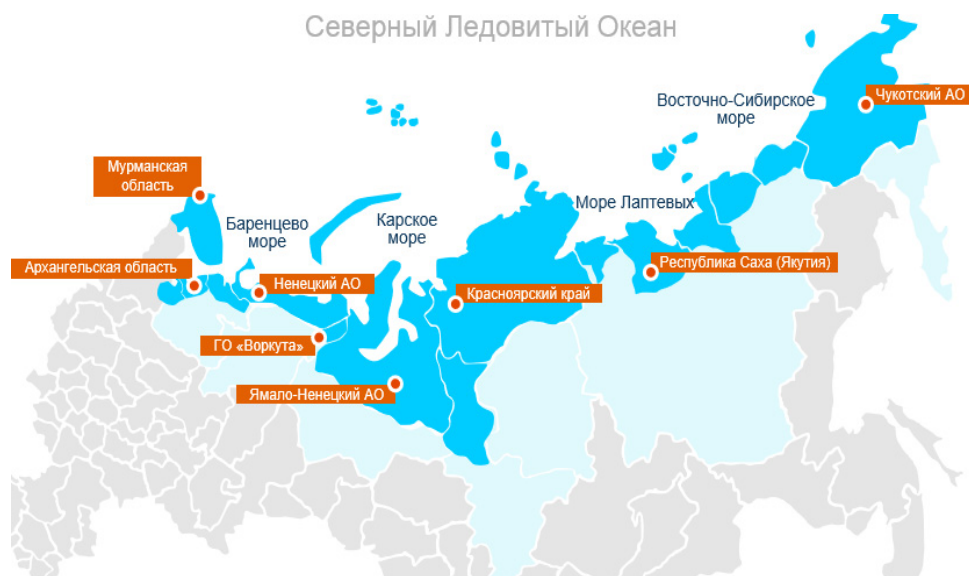 Северный Ледовитый Океан
Восточно-Сибирское
море
Чукотский АО
Мурманская
область
Баренцево
море
Карское
море
Море Лаптевых
Архангельская область
Ненецкий АО
Республика Саха (Якутия)
Красноярский край
ГО «Воркута»
Ямало-Ненецкий АО